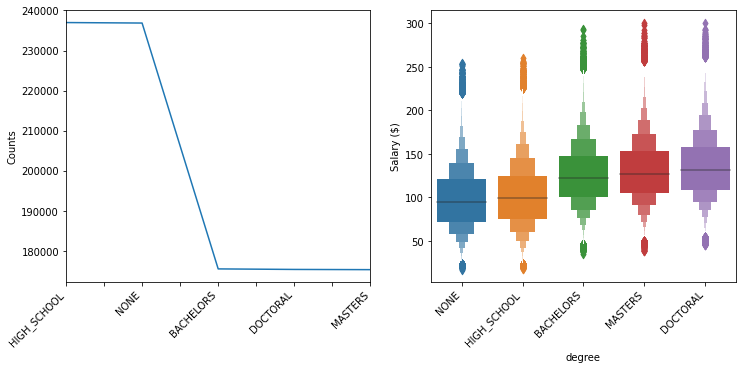 240000
230000
220000
210000
200000
190000
180000
Counts
HIGH_SCHOOL
NONE
BACHELORS
DOCTORAL
MASTERS
300
250
200
150
100
50
Salary ($)
NONE
HIGH_SCHOOL
BACHELORS
MASTERS
DOCTORAL
degree